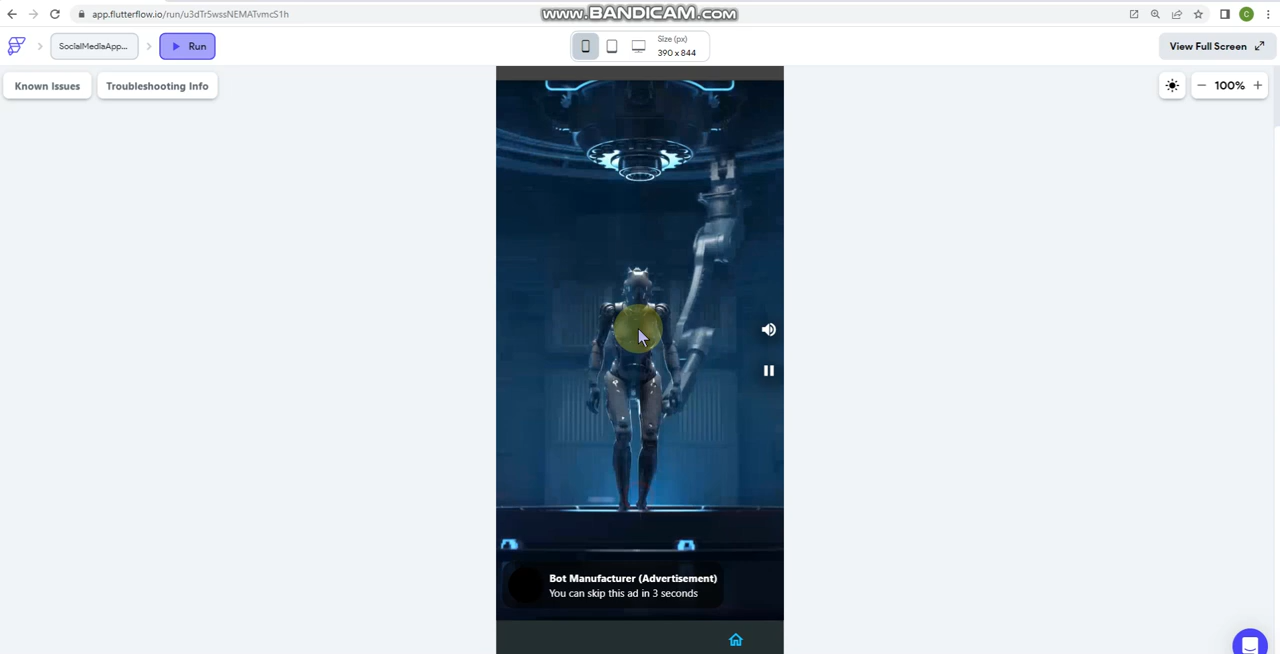 app.flutterflow.io/run/u3dTr5wssNEMATvmcS1h
www.BANDICAM.com
SocialMediaApp...
Run
Size (px)
390 x 844
View Full Screen
Known Issues
Troubleshooting Info
100%
C
Bot Manufacturer (Advertisement)
You can skip this ad in 3 seconds